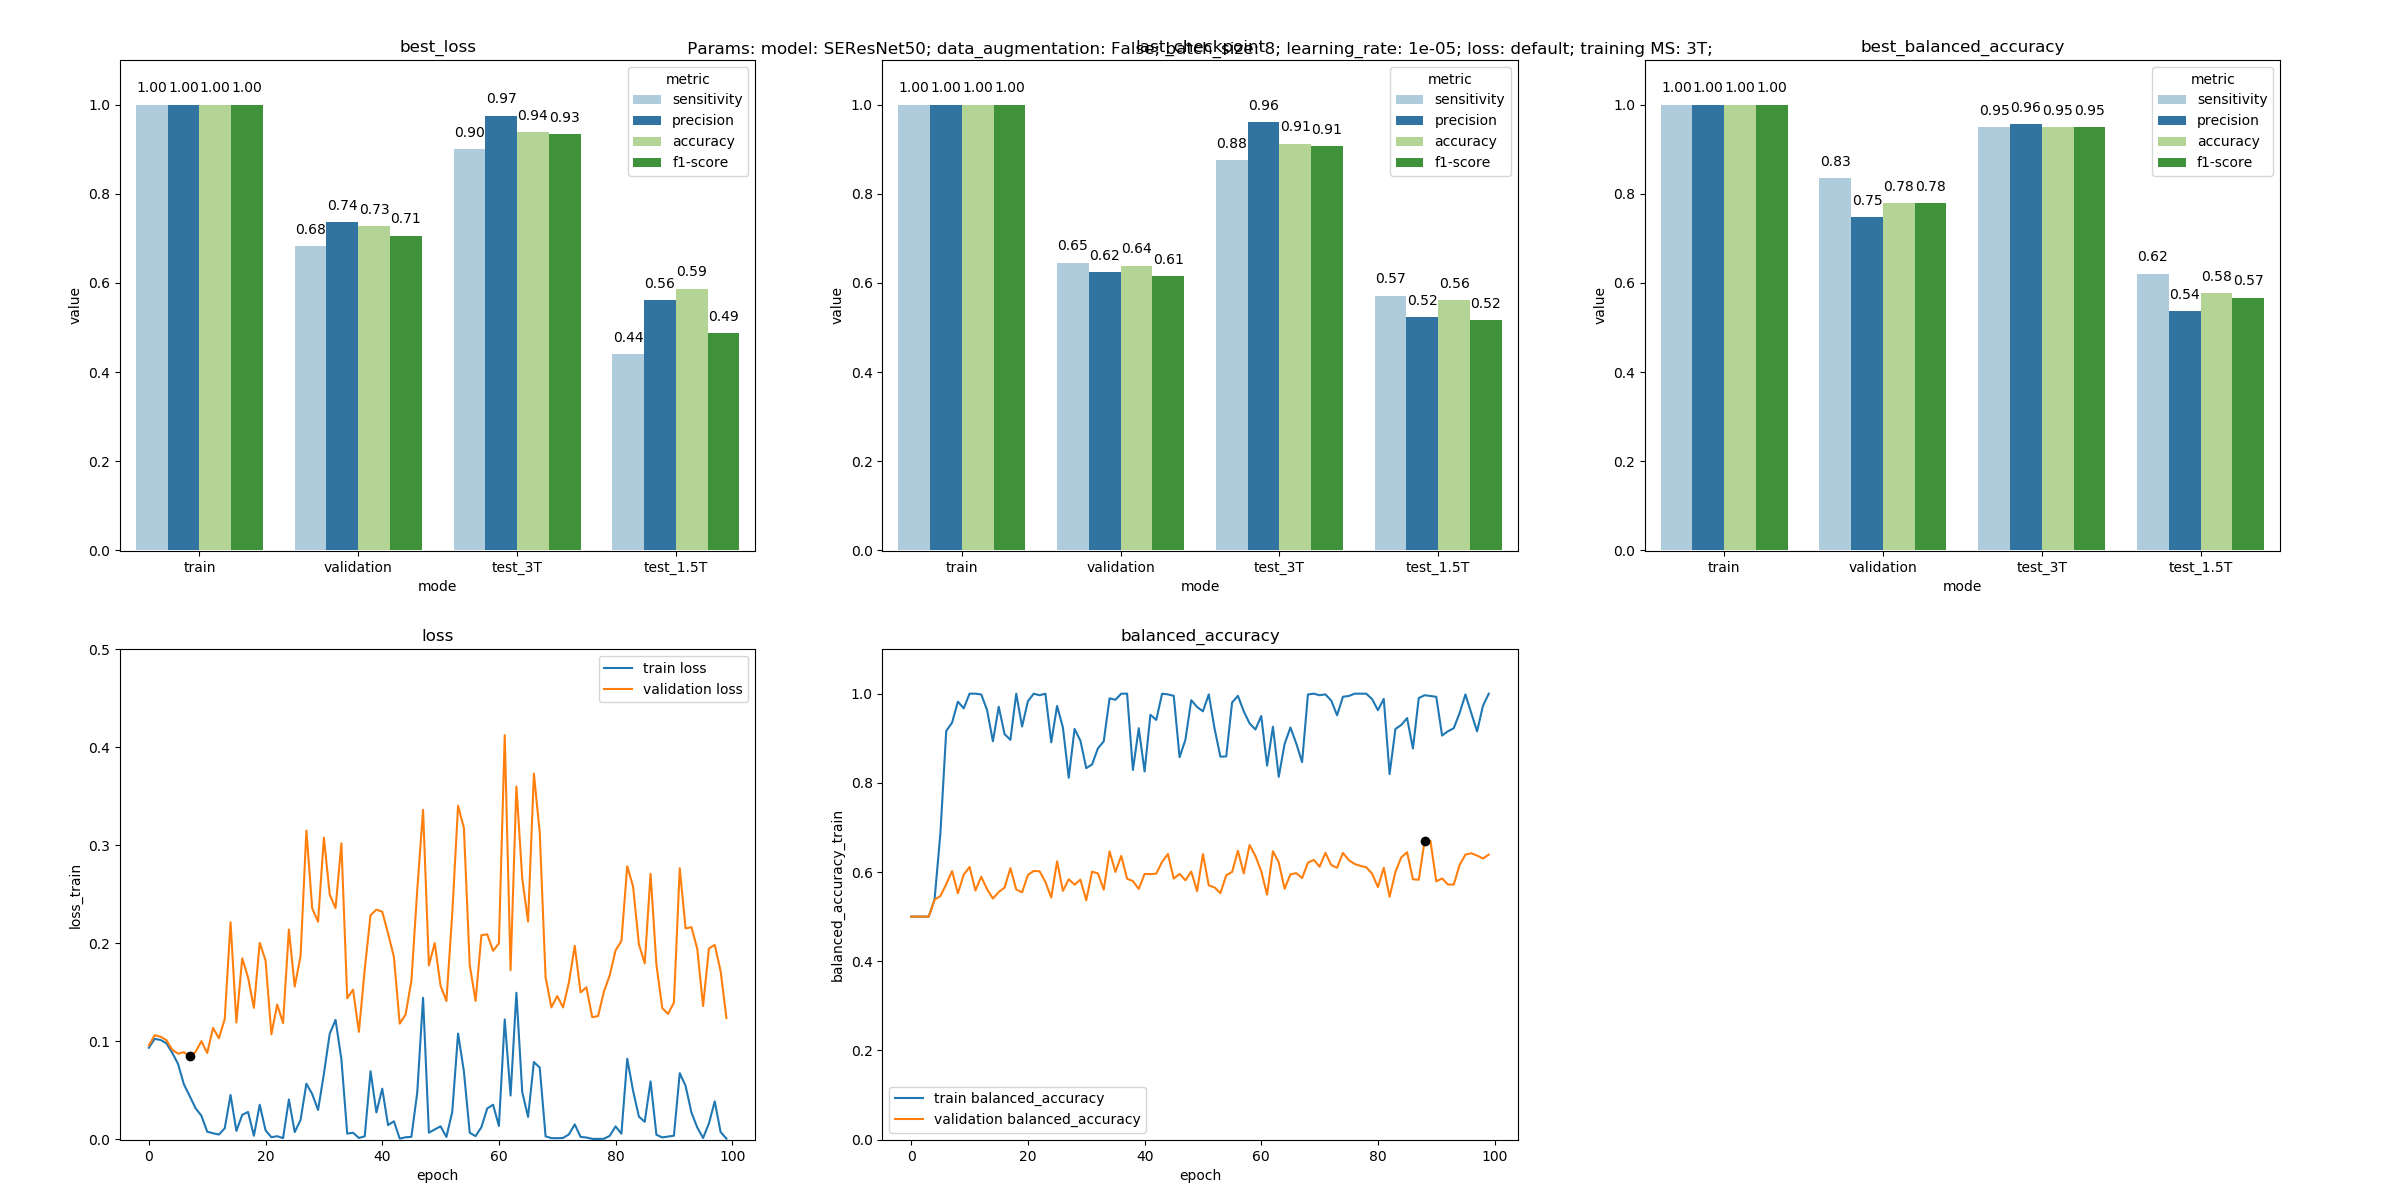 Params: model: SEResNet50; data_augmentation: False; batch_size: 8; learning_rate: 1e-05; loss: default; training MS: 3T;
best_loss
1.00 1.00 1.00 1.00
0.68 0.74 0.73 0.71
0.90 0.97 0.94 0.93
0.44 0.56 0.59 0.49
metric
sensitivity
precision
accuracy
f1-score
value
0.0
0.2
0.4
0.6
0.8
1.0
train validation test_3T test_1.5T
mode
last_checkpoint
1.00 1.00 1.00 1.00
0.65 0.62 0.64 0.61
0.88 0.96 0.91 0.91
0.57 0.52 0.56 0.52
metric
sensitivity
precision
accuracy
f1-score
value
0.0
0.2
0.4
0.6
0.8
1.0
train validation test_3T test_1.5T
mode
best_balanced_accuracy
1.00 1.00 1.00 1.00
0.83 0.75 0.78 0.78
0.95 0.96 0.95 0.95
0.62 0.54 0.58 0.57
metric
sensitivity
precision
accuracy
f1-score
value
0.0
0.2
0.4
0.6
0.8
1.0
train validation test_3T test_1.5T
mode
loss
train loss
validation loss
loss_train
0.0
0.1
0.2
0.3
0.4
0.5
0 20 40 60 80 100
epoch
balanced_accuracy
train balanced_accuracy
validation balanced_accuracy
balanced_accuracy_train
0.0
0.2
0.4
0.6
0.8
1.0
0 20 40 60 80 100
epoch